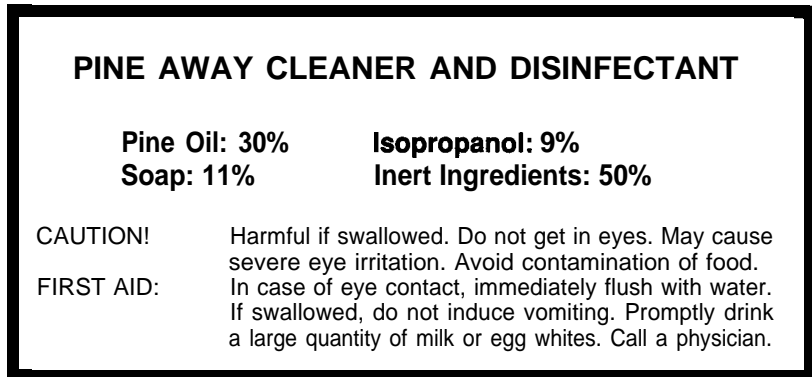 PINE AWAY CLEANER AND DISINFECTANT
Pine Oil: 30% Isopropanol: 9%
Soap: 11% Inert Ingredients: 50%
CAUTION! Harmful if swallowed. Do not get in eyes. May cause
severe eye irritation. Avoid contamination of food.
FIRST AID: In case of eye contact, immediately flush with water.
If swallowed, do not induce vomiting. Promptly drink
a large quantity of milk or egg whites. Call a physician.